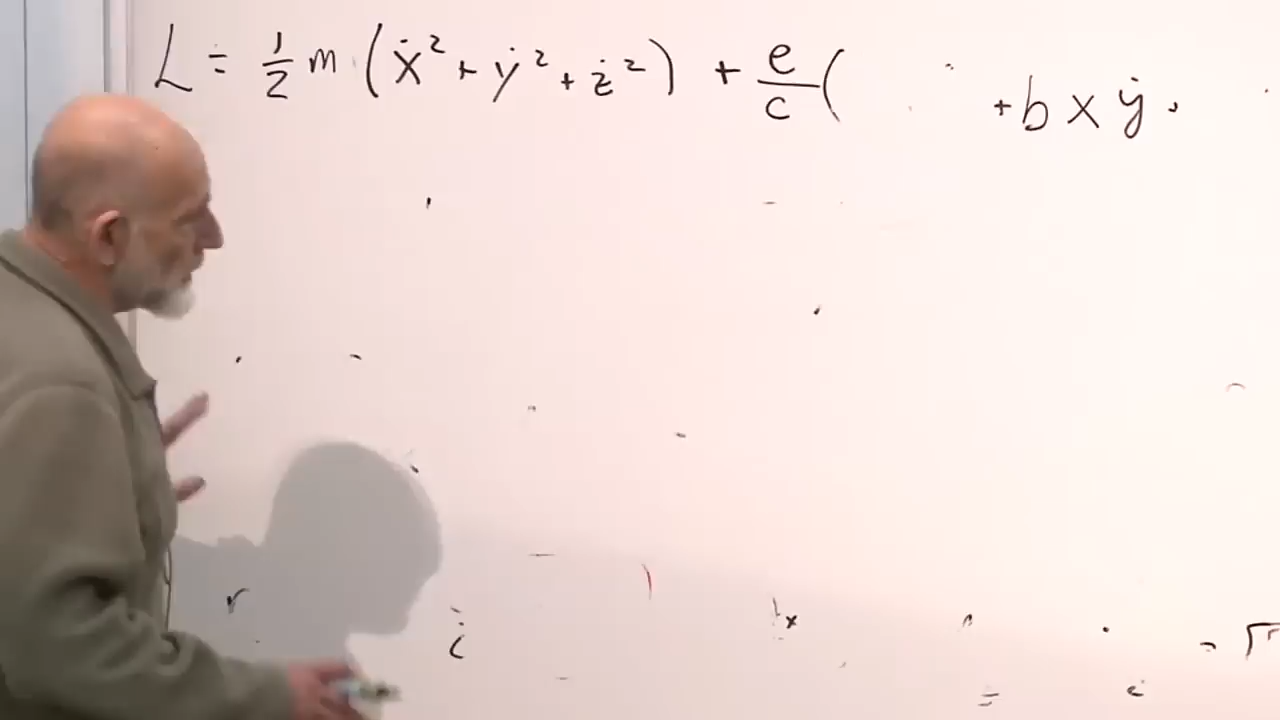 L = ½ m (ẋ² + ẏ² + ż²) + e/c ( + b x ẏ